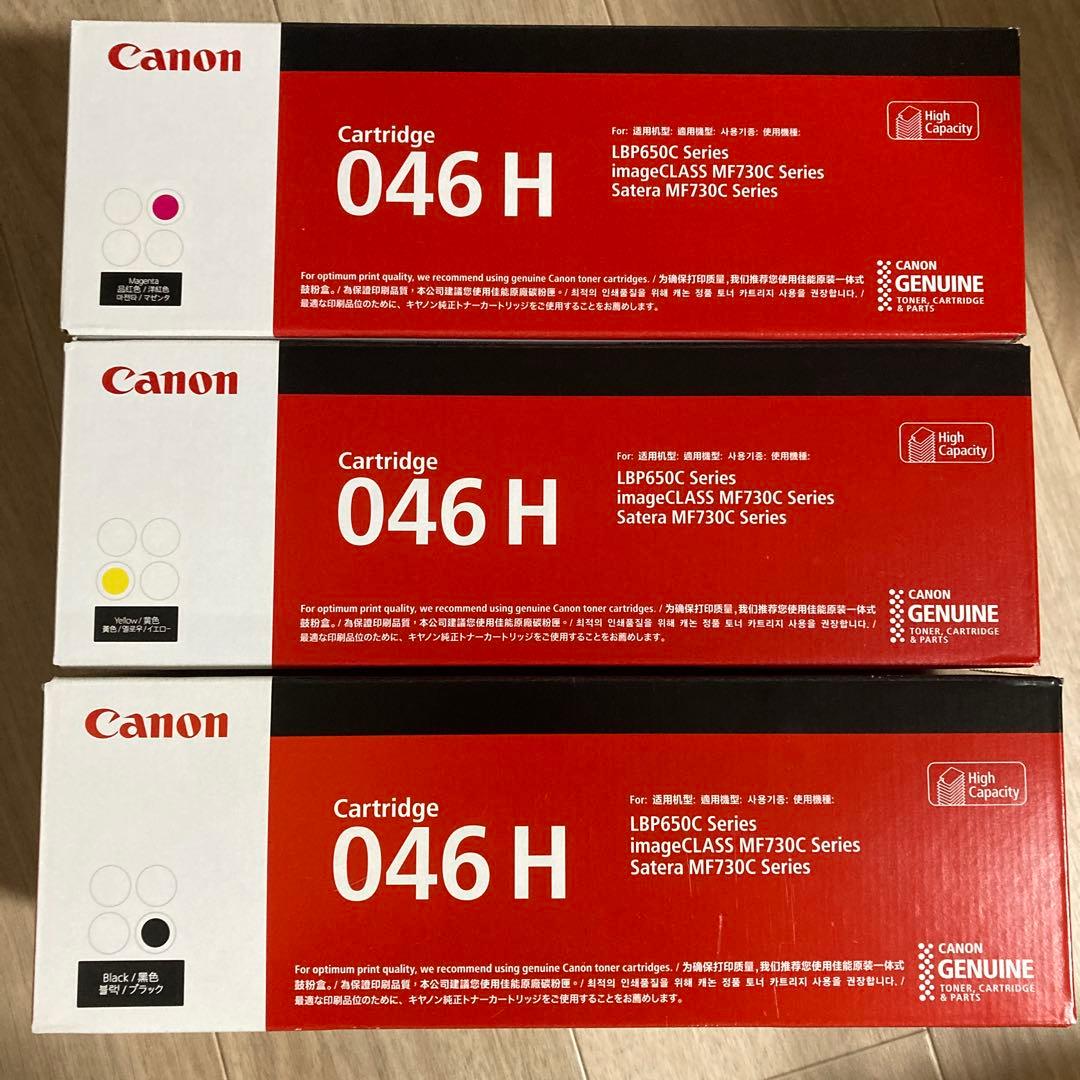 Canon
Cartridge
046 H
For: 适用机型: 適用機型: 사용기종: 使用機種:
LBP650C Series
imageCLASS MF730C Series
Satera MF730C Series
High
Capacity
Magenta
品红色 / 洋紅色
마젠타 / マゼンタ
For optimum print quality, we recommend using genuine Canon toner cartridges. / 为确保打印质量,我们推荐您使用佳能原装一体式
鼓粉盒。/ 為保證印刷品質,本公司建議您使用佳能原廠碳粉匣。/ 최적의 인쇄품질을 위해 캐논 정품 토너 카트리지 사용을 권장합니다. /
最適な印刷品位のために、キヤノン純正トナーカートリッジをご使用することをお薦めします。
CANON
GENUINE
TONER, CARTRIDGE
& PARTS
Canon
Cartridge
046 H
For: 适用机型: 適用機型: 사용기종: 使用機種:
LBP650C Series
imageCLASS MF730C Series
Satera MF730C Series
High
Capacity
Yellow / 黄色
黃色 / 옐로우 / イエロー
For optimum print quality, we recommend using genuine Canon toner cartridges. / 为确保打印质量,我们推荐您使用佳能原装一体式
鼓粉盒。/ 為保證印刷品質,本公司建議您使用佳能原廠碳粉匣。/ 최적의 인쇄품질을 위해 캐논 정품 토너 카트리지 사용을 권장합니다. /
最適な印刷品位のために、キヤノン純正トナーカートリッジをご使用することをお薦めします。
CANON
GENUINE
TONER, CARTRIDGE
& PARTS
Canon
Cartridge
046 H
For: 适用机型: 適用機型: 사용기종: 使用機種:
LBP650C Series
imageCLASS MF730C Series
Satera MF730C Series
High
Capacity
Black / 黑色
블랙 / ブラック
For optimum print quality, we recommend using genuine Canon toner cartridges. / 为确保打印质量,我们推荐您使用佳能原装一体式
鼓粉盒。/ 為保證印刷品質,本公司建議您使用佳能原廠碳粉匣。/ 최적의 인쇄품질을 위해 캐논 정품 토너 카트리지 사용을 권장합니다. /
最適な印刷品位のために、キヤノン純正トナーカートリッジをご使用することをお薦めします。
CANON
GENUINE
TONER, CARTRIDGE
& PARTS